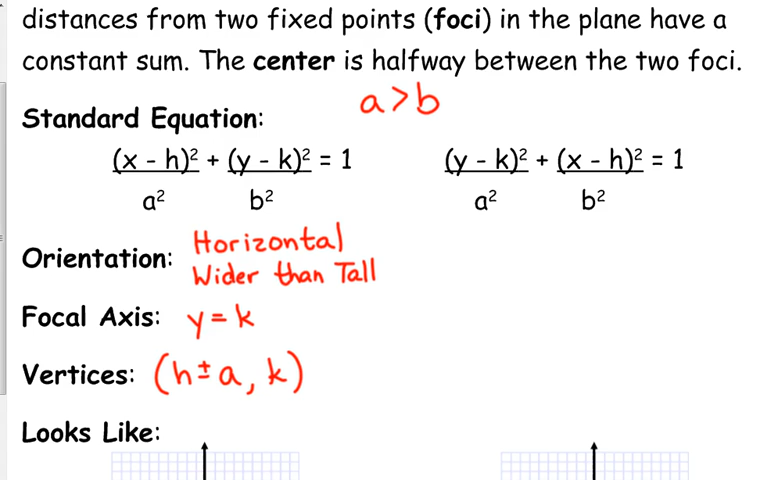 distances from two fixed points (foci) in the plane have a
constant sum. The center is halfway between the two foci.
a > b
Standard Equation:
(x - h)² + (y - k)² = 1 (y - k)² + (x - h)² = 1
a² b² a² b²
Horizontal
Orientation: Wider than Tall
Focal Axis: y = k
Vertices: (h ± a, k)
Looks Like: